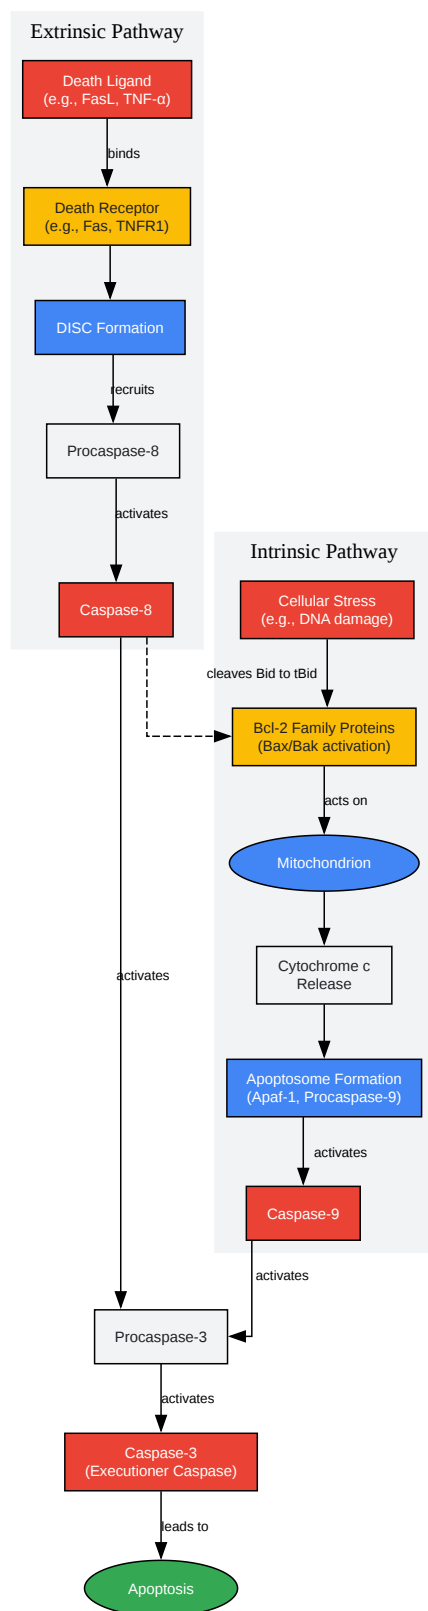 Extrinsic Pathway
Death Ligand
(e.g., FasL, TNF-α)
binds
Death Receptor
(e.g., Fas, TNFR1)
DISC Formation
recruits
Procaspase-8
activates
Caspase-8
Intrinsic Pathway
Cellular Stress
(e.g., DNA damage)
cleaves Bid to tBid
Bcl-2 Family Proteins
(Bax/Bak activation)
acts on
Mitochondrion
Cytochrome c
Release
activates
Apoptosome Formation
(Apaf-1, Procaspase-9)
activates
Caspase-9
activates
Procaspase-3
activates
Caspase-3
(Executioner Caspase)
leads to
Apoptosis